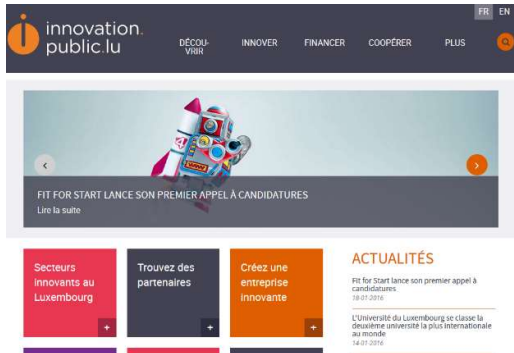 FR EN
innovation.
public.lu
DÉCOU-
VRIR
INNOVER
FINANCER
COOPÉRER
PLUS
4
FIT FOR START LANCE SON PREMIER APPEL À CANDIDATURES
Lire la suite
Secteurs
innovants au
Luxembourg
+
Trouvez des
partenaires
+
Créez une
entreprise
innovante
+
ACTUALITÉS
Fit for Start lance son premier appel à
candidatures
18-01-2016
L'Université du Luxembourg se classe la
deuxième université la plus internationale
au monde
14-01-2016